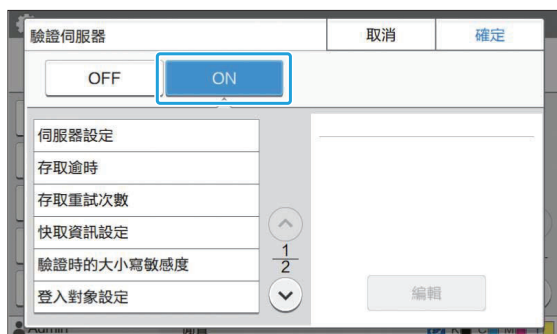 驗證伺服器 取消 確定
OFF ON
伺服器設定
存取逾時
存取重試次數
快取資訊設定
驗證時的大小寫敏感度
登入對象設定
1
2
編輯
Admin